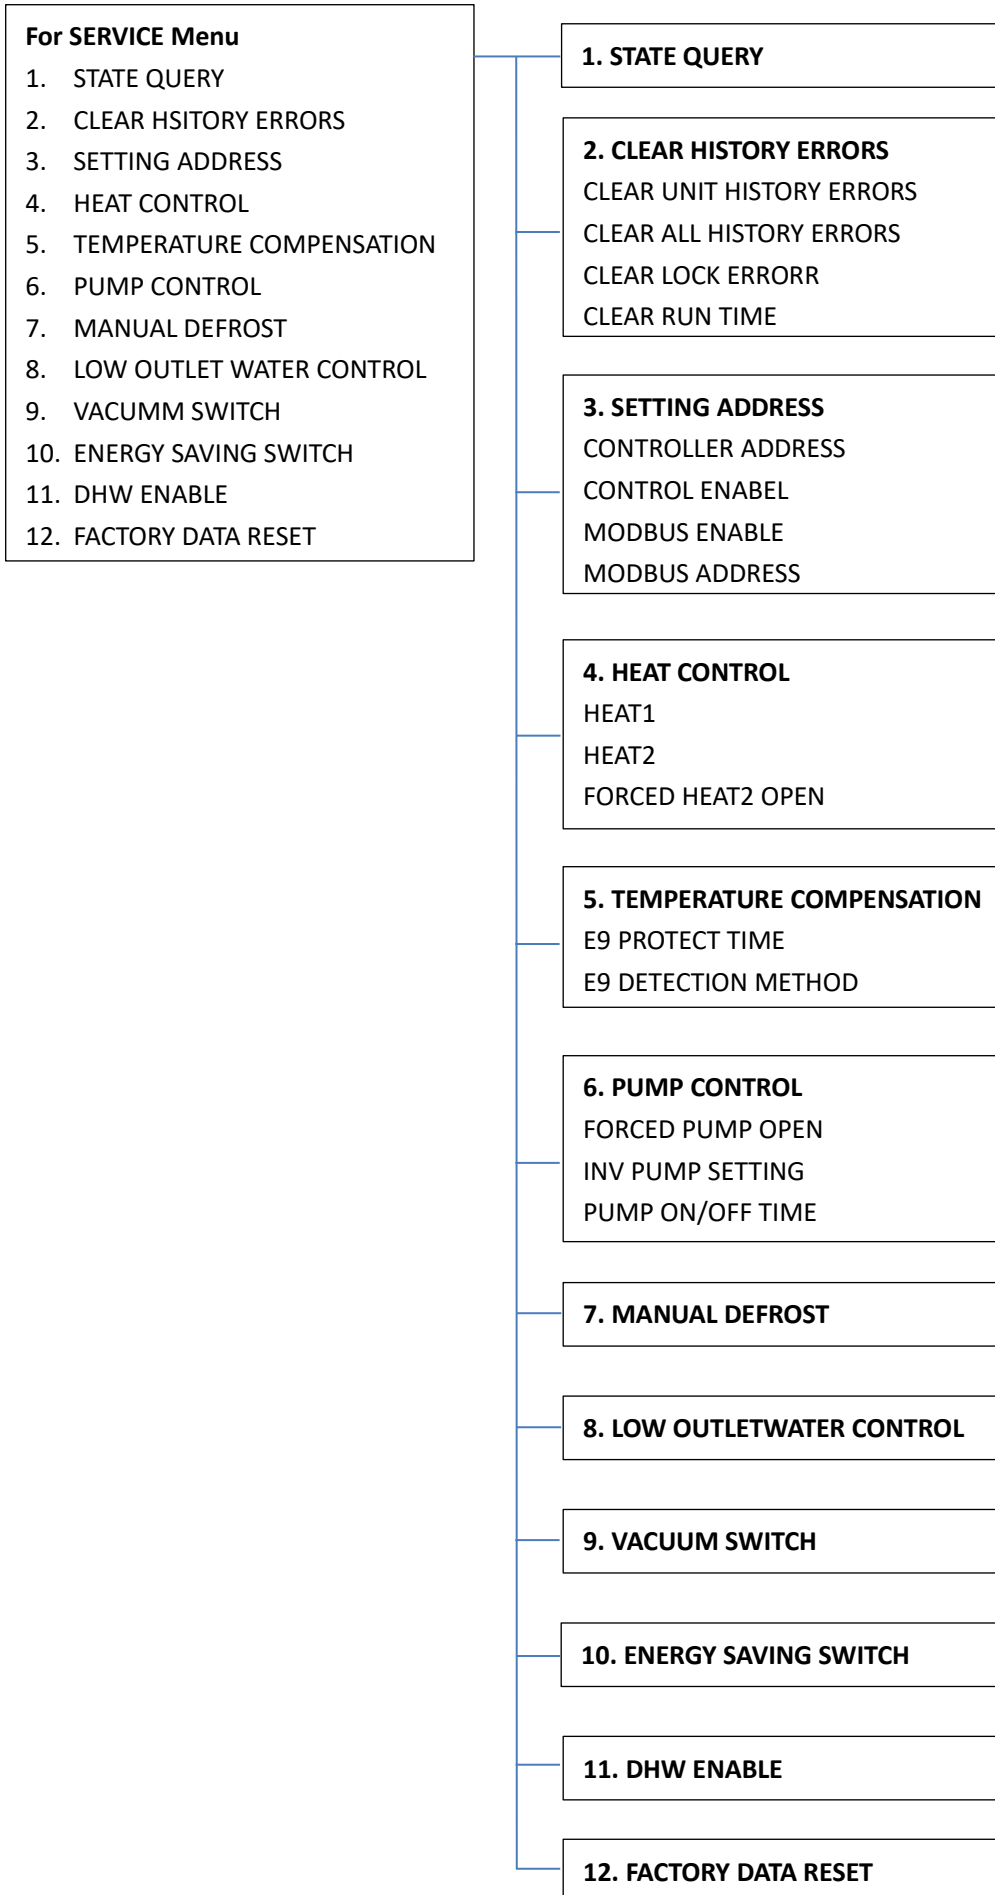 For SERVICE Menu
1. STATE QUERY
2. CLEAR HSITORY ERRORS
3. SETTING ADDRESS
4. HEAT CONTROL
5. TEMPERATURE COMPENSATION
6. PUMP CONTROL
7. MANUAL DEFROST
8. LOW OUTLET WATER CONTROL
9. VACUMM SWITCH
10. ENERGY SAVING SWITCH
11. DHW ENABLE
12. FACTORY DATA RESET
1. STATE QUERY
2. CLEAR HISTORY ERRORS
CLEAR UNIT HISTORY ERRORS
CLEAR ALL HISTORY ERRORS
CLEAR LOCK ERRORR
CLEAR RUN TIME
3. SETTING ADDRESS
CONTROLLER ADDRESS
CONTROL ENABEL
MODBUS ENABLE
MODBUS ADDRESS
4. HEAT CONTROL
HEAT1
HEAT2
FORCED HEAT2 OPEN
5. TEMPERATURE COMPENSATION
E9 PROTECT TIME
E9 DETECTION METHOD
6. PUMP CONTROL
FORCED PUMP OPEN
INV PUMP SETTING
PUMP ON/OFF TIME
7. MANUAL DEFROST
8. LOW OUTLETWATER CONTROL
9. VACUUM SWITCH
10. ENERGY SAVING SWITCH
11. DHW ENABLE
12. FACTORY DATA RESET